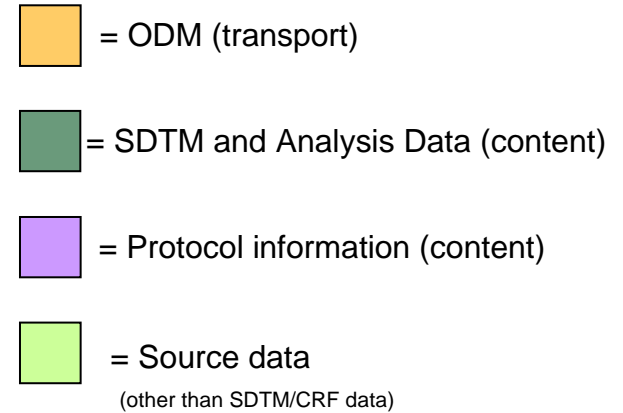 = ODM (transport)
= SDTM and Analysis Data (content)
= Protocol information (content)
= Source data
(other than SDTM/CRF data)